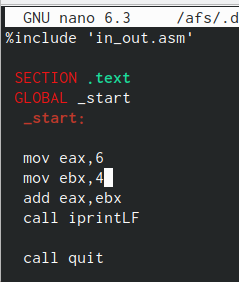 GNU nano 6.3 /afs/.d
%include 'in_out.asm'
SECTION .text
GLOBAL _start
_start:
mov eax,6
mov ebx,4
add eax,ebx
call iprintLF
call quit